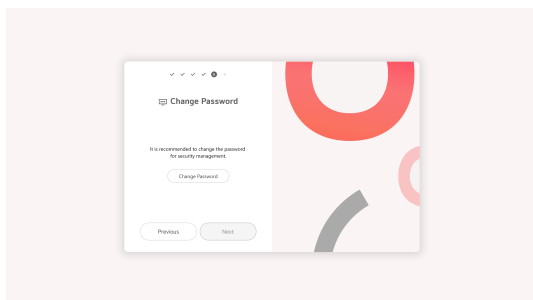 Change Password
It is recommended to change the password
for security management.
Change Password
Previous
Next